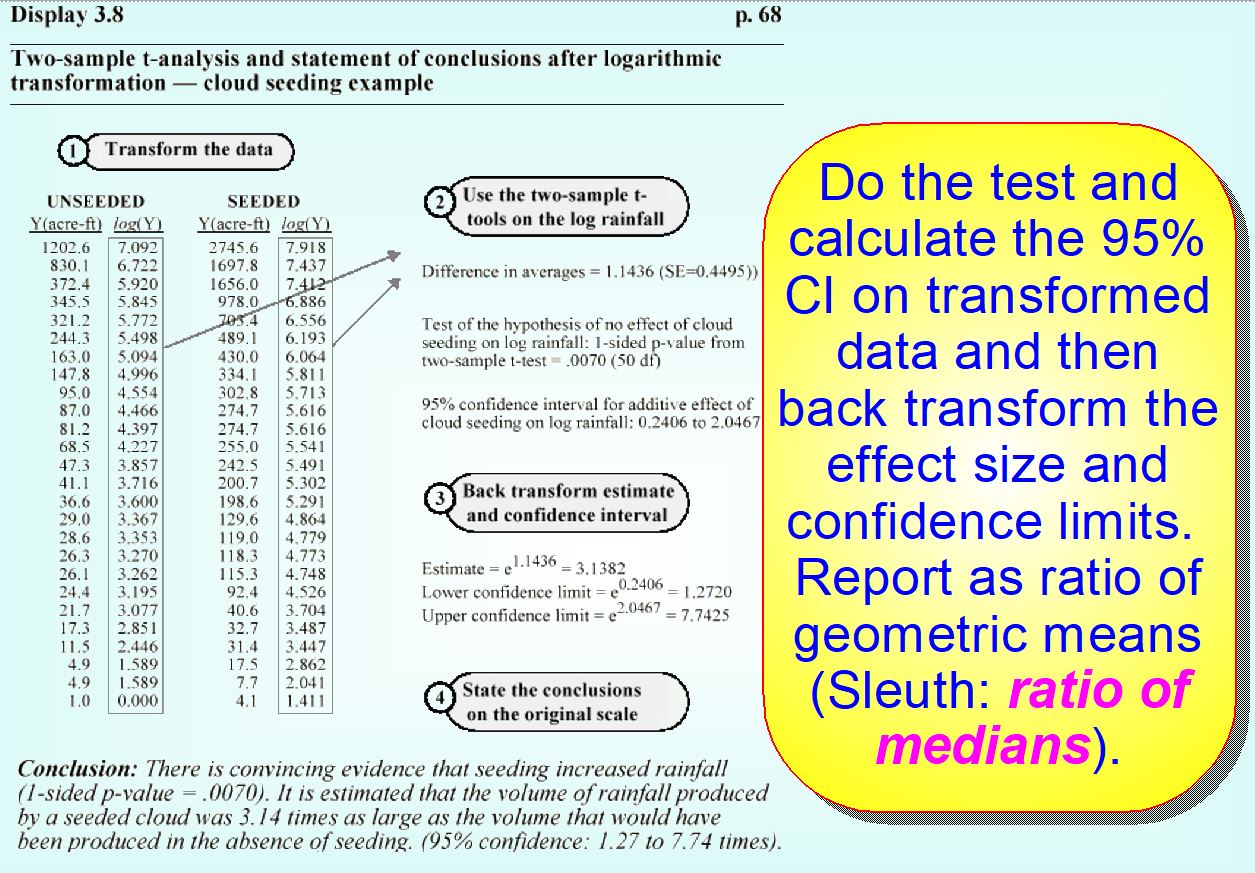 Display 3.8 p. 68
Two-sample t-analysis and statement of conclusions after logarithmic
transformation — cloud seeding example
1 Transform the data
UNSEEDED SEEDED
Y(acre-ft) log(Y) Y(acre-ft) log(Y)
1202.6 7.092 2745.6 7.918
830.1 6.722 1697.8 7.437
372.4 5.920 1656.0 7.412
345.5 5.845 978.0 6.886
321.2 5.772 703.4 6.556
244.3 5.498 489.1 6.193
163.0 5.094 430.0 6.064
147.8 4.996 334.1 5.811
95.0 4.554 302.8 5.713
87.0 4.466 274.7 5.616
81.2 4.397 274.7 5.616
68.5 4.227 255.0 5.541
47.3 3.857 242.5 5.491
41.1 3.716 200.7 5.302
36.6 3.600 198.6 5.291
29.0 3.367 129.6 4.864
28.6 3.353 119.0 4.779
26.3 3.270 118.3 4.773
26.1 3.262 115.3 4.748
24.4 3.195 92.4 4.526
21.7 3.077 40.6 3.704
17.3 2.851 32.7 3.487
11.5 2.446 31.4 3.447
4.9 1.589 17.5 2.862
4.9 1.589 7.7 2.041
1.0 0.000 4.1 1.411
2 Use the two-sample t-
tools on the log rainfall
Difference in averages = 1.1436 (SE=0.4495))
Test of the hypothesis of no effect of cloud
seeding on log rainfall: 1-sided p-value from
two-sample t-test = .0070 (50 df)
95% confidence interval for additive effect of
cloud seeding on log rainfall: 0.2406 to 2.0467
3 Back transform estimate
and confidence interval
Estimate = e^1.1436 = 3.1382
Lower confidence limit = e^0.2406 = 1.2720
Upper confidence limit = e^2.0467 = 7.7425
4 State the conclusions
on the original scale
Conclusion: There is convincing evidence that seeding increased rainfall
(1-sided p-value = .0070). It is estimated that the volume of rainfall produced
by a seeded cloud was 3.14 times as large as the volume that would have
been produced in the absence of seeding. (95% confidence: 1.27 to 7.74 times).
Do the test and
calculate the 95%
CI on transformed
data and then
back transform the
effect size and
confidence limits.
Report as ratio of
geometric means
(Sleuth: ratio of
medians).